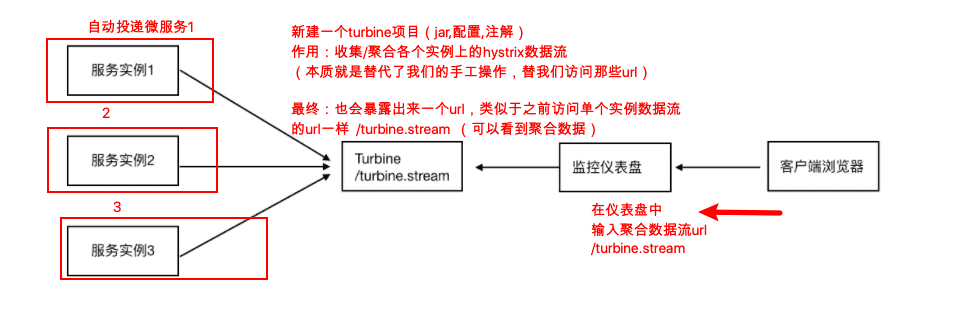 自动投递微服务1
服务实例1
2
服务实例2
3
服务实例3
新建一个turbine项目（jar,配置,注解）
作用：收集/聚合各个实例上的hystrix数据流
（本质就是替代了我们的手工操作，替我们访问那些url）
最终：也会暴露出来一个url，类似于之前访问单个实例数据流
的url一样 /turbine.stream （可以看到聚合数据）
Turbine
/turbine.stream
监控仪表盘
客户端浏览器
在仪表盘中
输入聚合数据流url
/turbine.stream